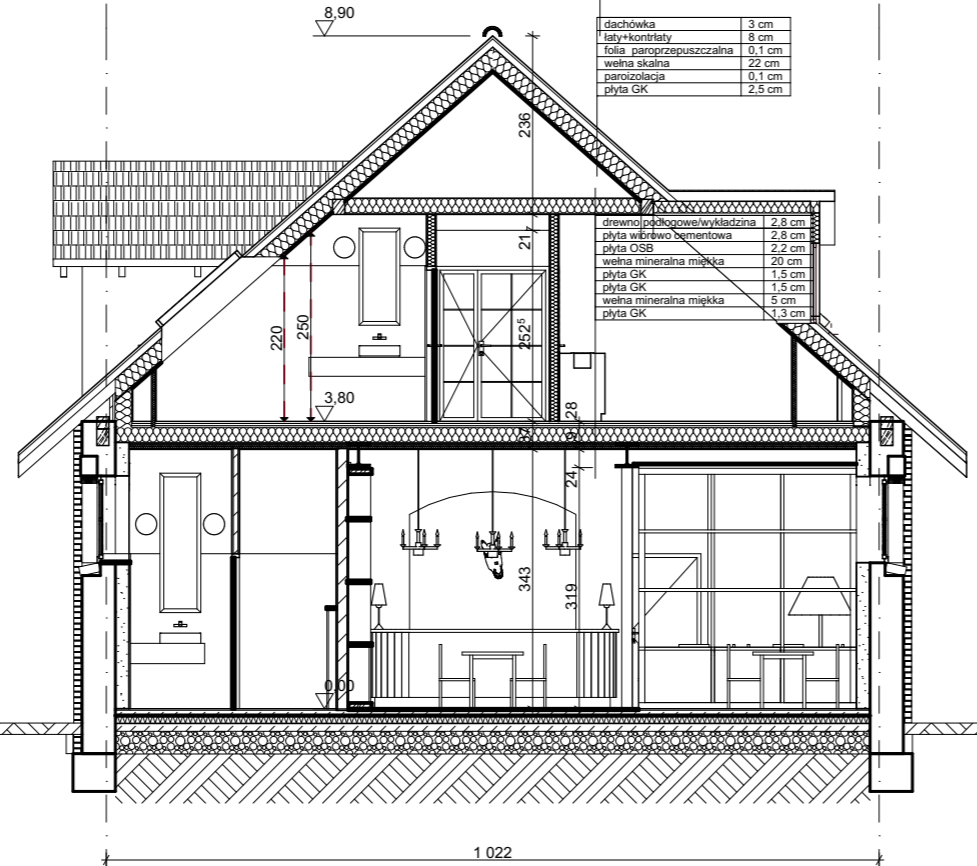 8,90
dachówka 3 cm
łaty+kontrłaty 8 cm
folia paroprzepuszczalna 0,1 cm
wełna skalna 22 cm
paroizolacja 0,1 cm
płyta GK 2,5 cm
236
drewno podłogowe/wykładzina 2,8 cm
płyta wiórowo cementowa 2,8 cm
płyta OSB 2,2 cm
wełna mineralna miękka 20 cm
płyta GK 1,5 cm
płyta GK 1,5 cm
wełna mineralna miękka 5 cm
płyta GK 1,3 cm
21
220
250
252⁵
3,80
28
37
9
24
343
319
0,00
1 022